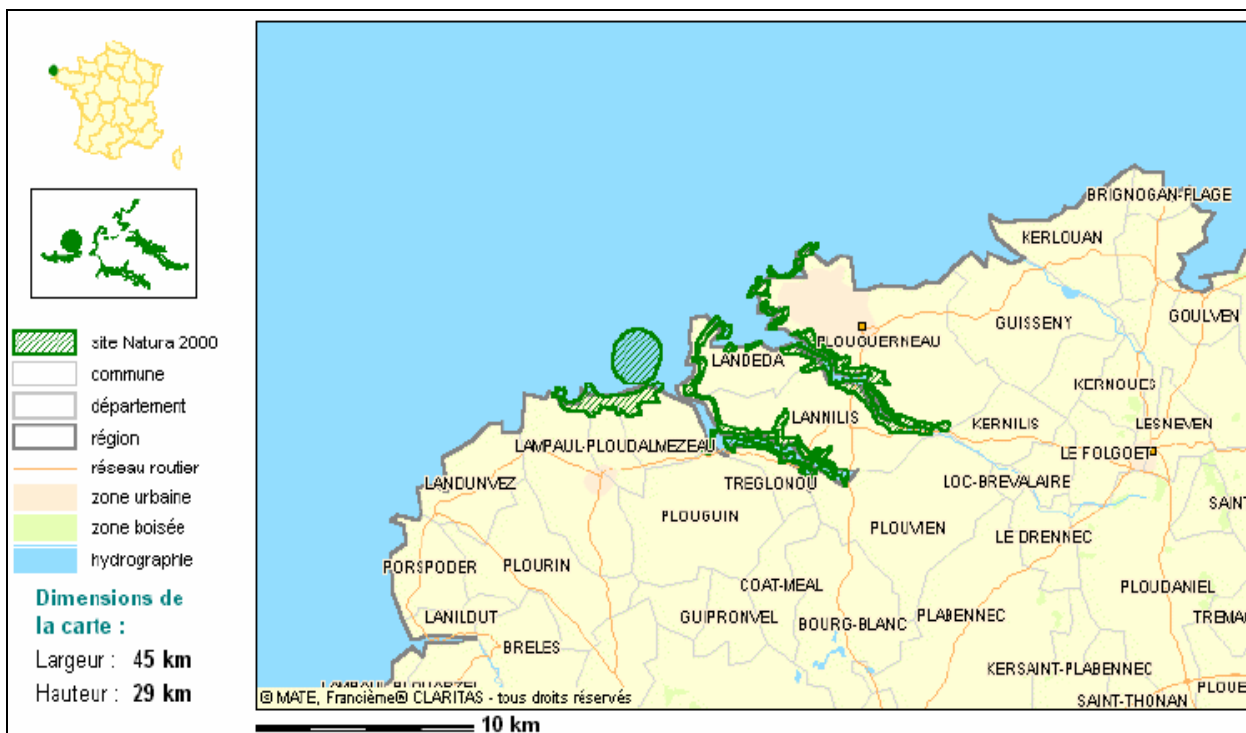 site Natura 2000
commune
département
région
réseau routier
zone urbaine
zone boisée
hydrographie
Dimensions de
la carte :
Largeur : 45 km
Hauteur : 29 km
BRIGNOGAN-PLAGE
KERLOUAN
GOULVEN
GUISSENY
PLOUGUERNEAU
LANDEDA
KERNOUES
LANNILIS
KERNILIS
LESNEVEN
LAMPAUL-PLOUDALMEZEAU
LE FOLGOET
LANDUNVEZ
TREGLONOU
LOC-BREVALAIRE
SAINT
PLOUGUIN
PLOUVIEN
LE DRENNEC
PORSPODER
PLOURIN
COAT-MEAL
PLOUDANIEL
LANILDUT
GUIPRONVEL
BOURG-BLANC
PLABENNEC
TREMA
BRELES
KERSAINT-PLABENNEC
PLOUE
SAINT-THONAN
© MATE, Francième® CLARITAS - tous droits réservés
10 km